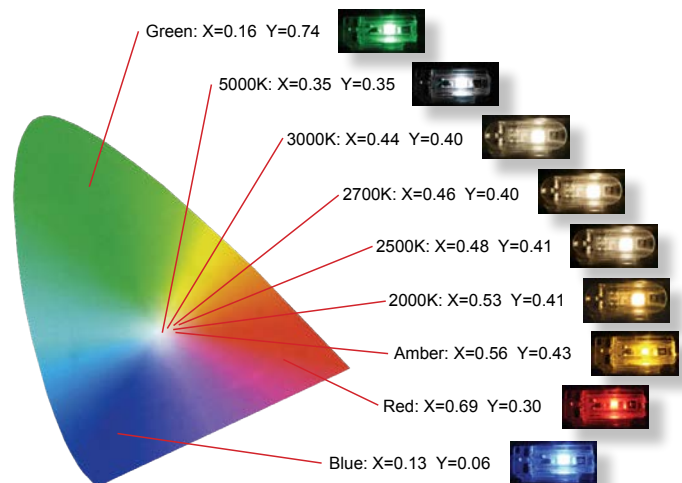 Green: X=0.16 Y=0.74
5000K: X=0.35 Y=0.35
3000K: X=0.44 Y=0.40
2700K: X=0.46 Y=0.40
2500K: X=0.48 Y=0.41
2000K: X=0.53 Y=0.41
Amber: X=0.56 Y=0.43
Red: X=0.69 Y=0.30
Blue: X=0.13 Y=0.06